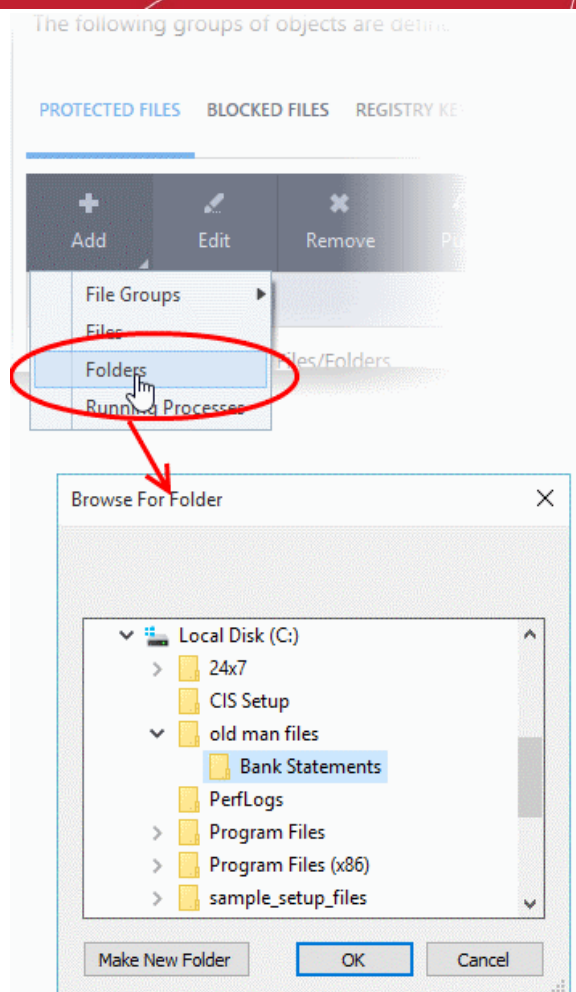 The following groups of objects are defin
PROTECTED FILES BLOCKED FILES REGISTRY KE
Add Edit Remove
File Groups
Files
Folders
Files/Folders
Running Processes
Browse For Folder
Local Disk (C:)
24x7
CIS Setup
old man files
Bank Statements
PerfLogs
Program Files
Program Files (x86)
sample_setup_files
Make New Folder OK Cancel